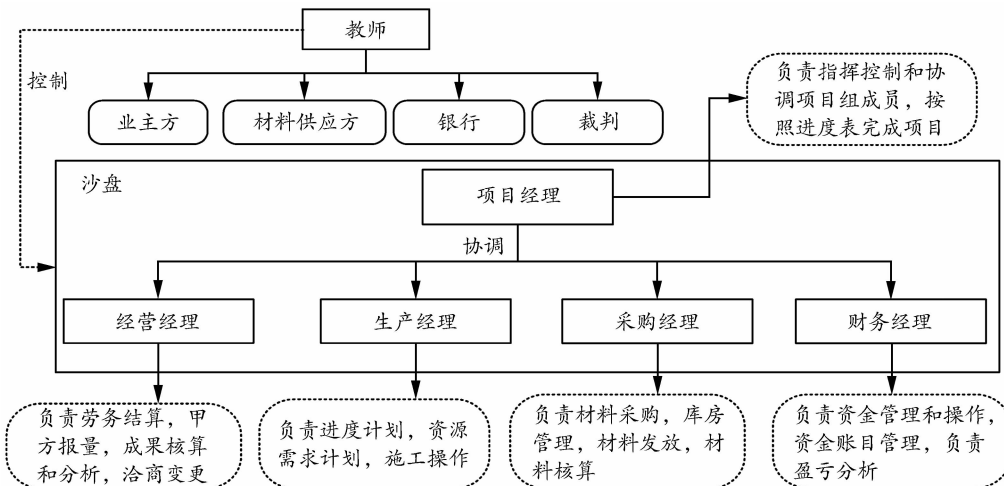 教师
控制
业主方
材料供应方
银行
裁判
负责指挥控制和协
调项目组成员，按
照进度表完成项目
沙盘
项目经理
协调
经营经理
生产经理
采购经理
财务经理
负责劳务结算，甲
方报量，成果核算
和分析，洽商变更
负责进度计划，资源
需求计划，施工操作
负责材料采购，库房
管理，材料发放，材
料核算
负责资金管理和操作，
资金账目管理，负责
盈亏分析